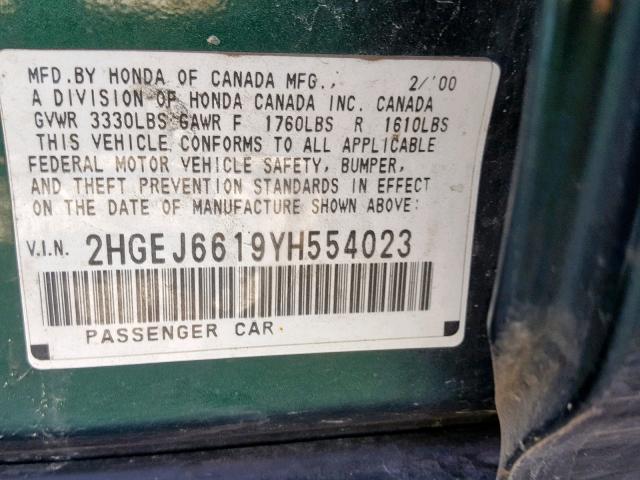 MFD.BY HONDA OF CANADA MFG., 2/'00
A DIVISION OF HONDA CANADA INC. CANADA
GVWR 3330LBS GAWR F 1760LBS R 1610LBS
THIS VEHICLE CONFORMS TO ALL APPLICABLE
FEDERAL MOTOR VEHICLE SAFETY, BUMPER,
AND THEFT PREVENTION STANDARDS IN EFFECT
ON THE DATE OF MANUFACTURE SHOWN ABOVE:
V.I.N. 2HGEJ6619YH554023
PASSENGER CAR